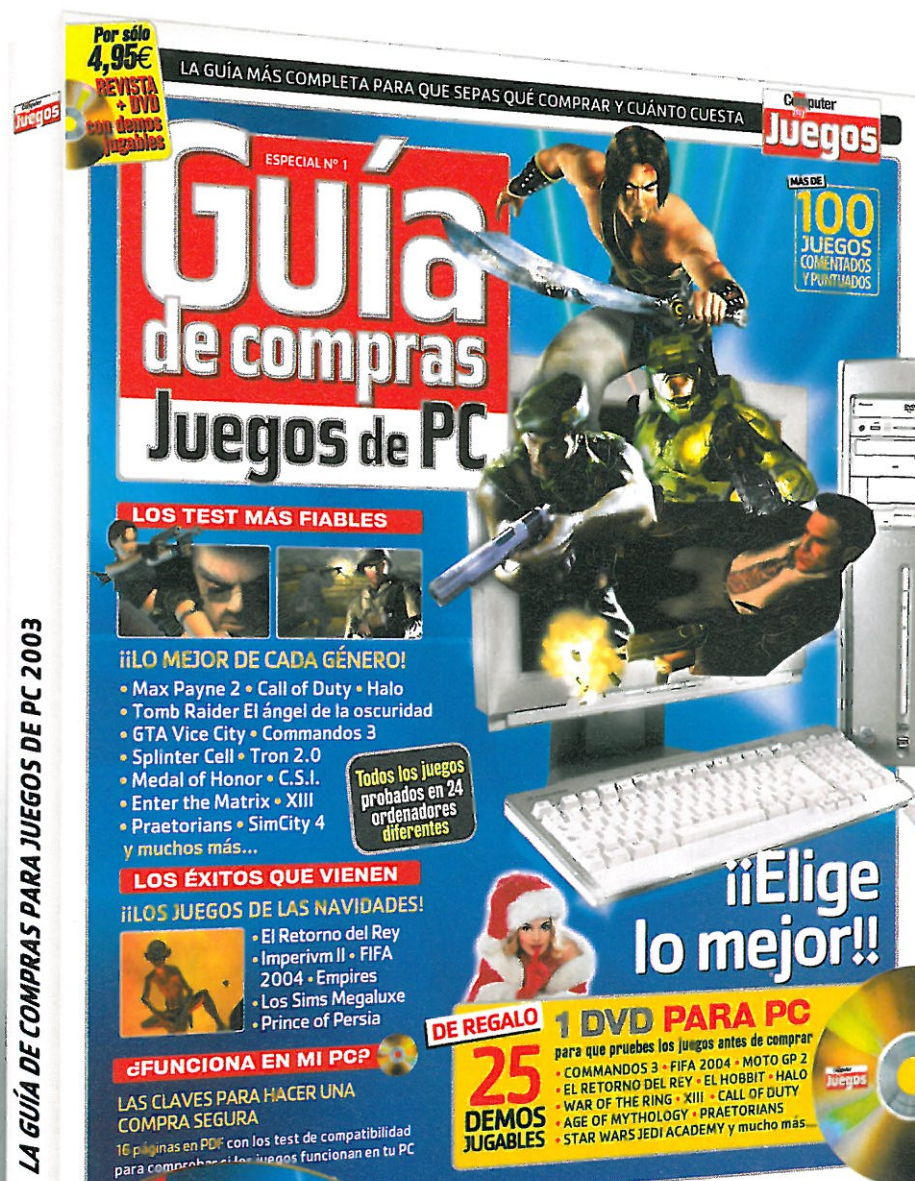 Por sólo
4,95€
REVISTA
+ DVD
con demos
jugables
LA GUÍA MÁS COMPLETA PARA QUE SEPAS QUÉ COMPRAR Y CUÁNTO CUESTA
Computer
hoy
Juegos
Juegos
ESPECIAL Nº 1
Guía
de compras
Juegos de PC
MÁS DE
100
JUEGOS
COMENTADOS
Y PUNTUADOS
LOS TEST MÁS FIABLES
¡¡LO MEJOR DE CADA GÉNERO!
• Max Payne 2 • Call of Duty • Halo
• Tomb Raider El ángel de la oscuridad
• GTA Vice City • Commandos 3
• Splinter Cell • Tron 2.0
• Medal of Honor • C.S.I.
• Enter the Matrix • XIII
• Praetorians • SimCity 4
y muchos más...
Todos los juegos
probados en 24
ordenadores
diferentes
LOS ÉXITOS QUE VIENEN
¡¡LOS JUEGOS DE LAS NAVIDADES!
• El Retorno del Rey
• Imperivm II • FIFA
2004 • Empires
• Los Sims Megaluxe
• Prince of Persia
¡¡Elige
lo mejor!!
¿FUNCIONA EN MI PC?
LAS CLAVES PARA HACER UNA
COMPRA SEGURA
16 páginas en PDF con los test de compatibilidad
para comprobar si los juegos funcionan en tu PC
DE REGALO
25
DEMOS
JUGABLES
1 DVD PARA PC
para que pruebes los juegos antes de comprar
• COMMANDOS 3 • FIFA 2004 • MOTO GP 2
• EL RETORNO DEL REY • EL HOBBIT • HALO
• WAR OF THE RING • XIII • CALL OF DUTY
• AGE OF MYTHOLOGY • PRAETORIANS
• STAR WARS JEDI ACADEMY y mucho más...
Juegos
LA GUÍA DE COMPRAS PARA JUEGOS DE PC 2003